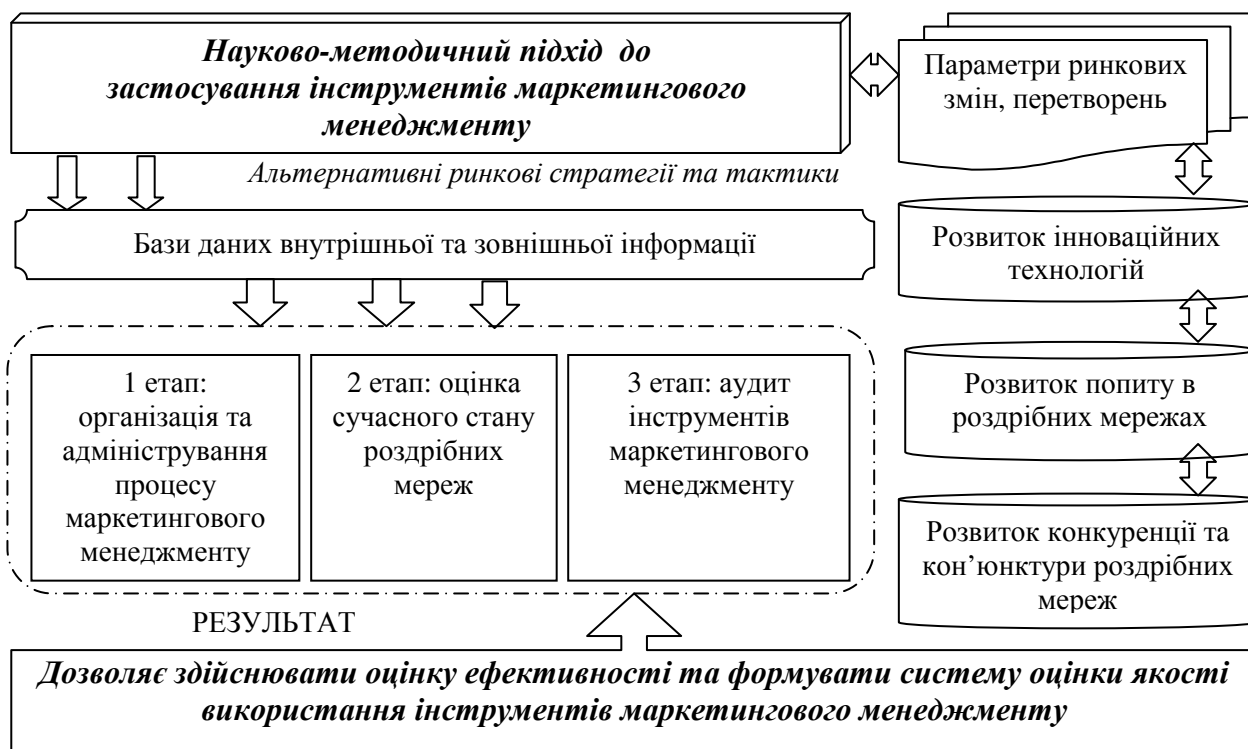 Науково-методичний підхід до
застосування інструментів маркетингового
менеджменту
Параметри ринкових
змін, перетворень
Альтернативні ринкові стратегії та тактики
Бази даних внутрішньої та зовнішньої інформації
Розвиток інноваційних
технологій
1 етап:
організація та
адміністрування
процесу
маркетингового
менеджменту
2 етап: оцінка
сучасного стану
роздрібних
мереж
3 етап: аудит
інструментів
маркетингового
менеджменту
Розвиток попиту в
роздрібних мережах
Розвиток конкуренції та
кон’юнктури роздрібних
мереж
РЕЗУЛЬТАТ
Дозволяє здійснювати оцінку ефективності та формувати систему оцінки якості
використання інструментів маркетингового менеджменту